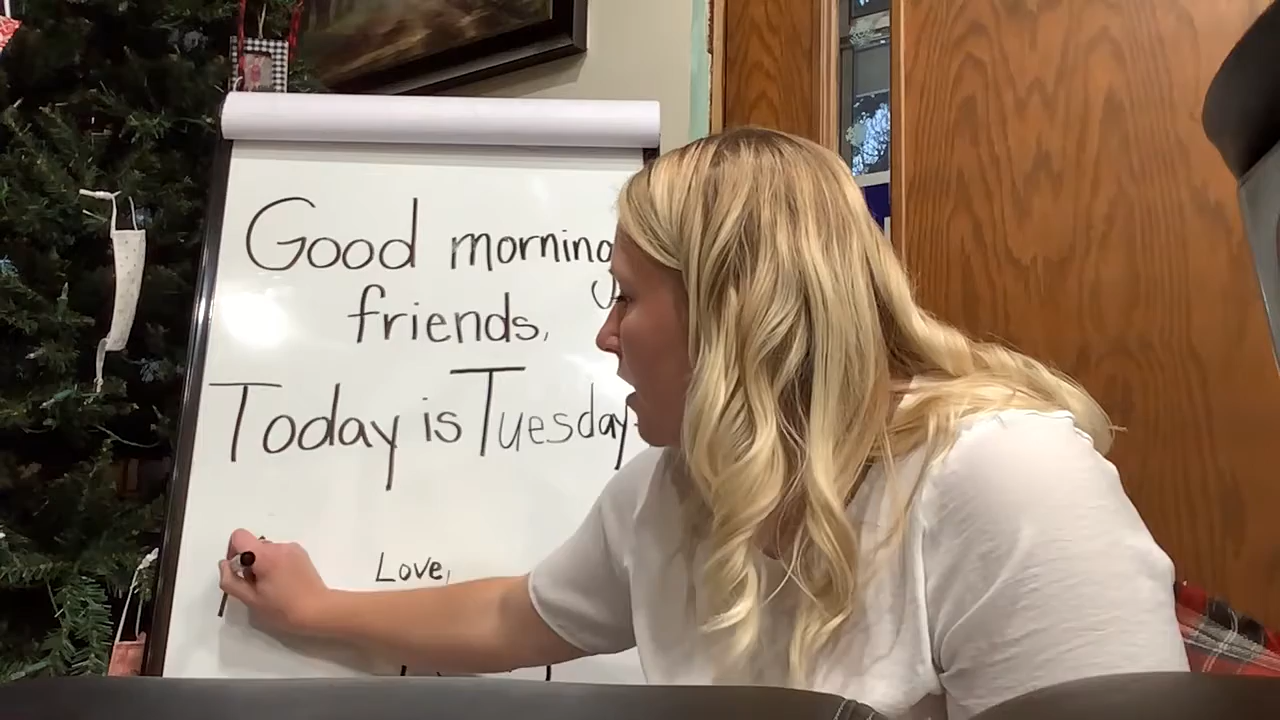 Good morning
friends,
Today is Tuesday.
Love,